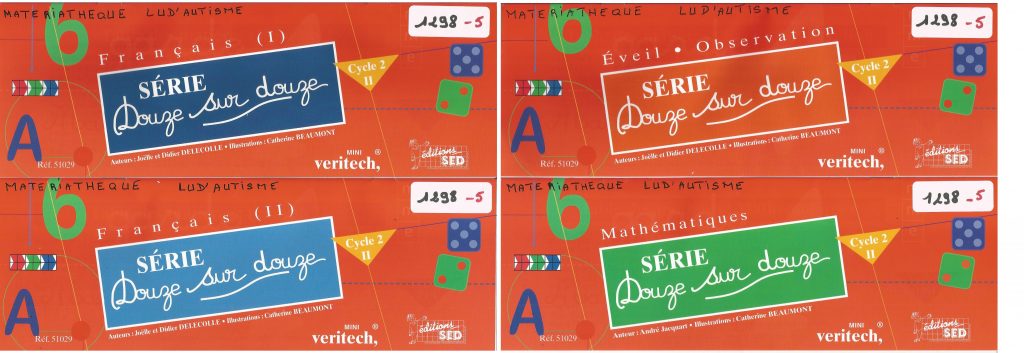 MATERIATHEQUE LUD'AUTISME
1298-5
6
Français (I)
SÉRIE
Douze sur douze
Cycle 2
II
A
Auteurs : Joëlle et Didier DELECOLLE • Illustrations : Catherine BEAUMONT
Réf. 51029
MINI
veritech, ®
éditions
SED
MATERIATHEQUE LUD'AUTISME
1298-5
6
Éveil • Observation
SÉRIE
Douze sur douze
Cycle 2
II
A
Auteurs : Joëlle et Didier DELECOLLE • Illustrations : Catherine BEAUMONT
Réf. 51029
MINI
veritech, ®
éditions
SED
MATERIATHEQUE LUD'AUTISME
1298-5
6
Français (II)
SÉRIE
Douze sur douze
Cycle 2
II
A
Auteurs : Joëlle et Didier DELECOLLE • Illustrations : Catherine BEAUMONT
Réf. 51029
MINI
veritech, ®
éditions
SED
MATERIATHEQUE LUD'AUTISME
1298-5
6
Mathématiques
SÉRIE
Douze sur douze
Cycle 2
II
A
Auteur : André Jacquart • Illustrations : Catherine BEAUMONT
Réf. 51029
MINI
veritech, ®
éditions
SED